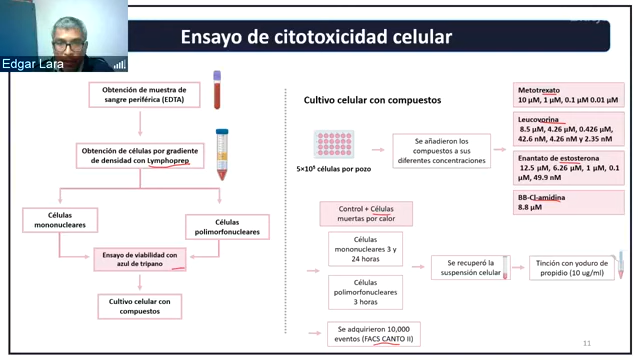 Ensayo de citotoxicidad celular
Edgar Lara
Obtención de muestra de
sangre periférica (EDTA)
Obtención de células por gradiente
de densidad con Lymphoprep
Células
mononucleares
Células
polimorfonucleares
Ensayo de viabilidad con
azul de tripano
Cultivo celular con
compuestos
Cultivo celular con compuestos
5×10⁵ células por pozo
Se añadieron los
compuestos a sus
diferentes concentraciones
Metotrexato
10 µM, 1 µM, 0.1 µM 0.01 µM
Leucovorina
8.5 µM, 4.26 µM, 0.426 µM,
42.6 nM, 4.26 nM y 2.35 nM
Enantato de estosterona
12.5 µM, 6.26 µM, 1 µM, 0.1
µM, 49.9 nM
BB-Cl-amidina
8.8 µM
Control + Células
muertas por calor
Células
mononucleares 3 y
24 horas
Células
polimorfonucleares
3 horas
Se recuperó la
suspensión celular
Tinción con yoduro de
propidio (10 ug/ml)
Se adquirieron 10,000
eventos (FACS CANTO II)
11